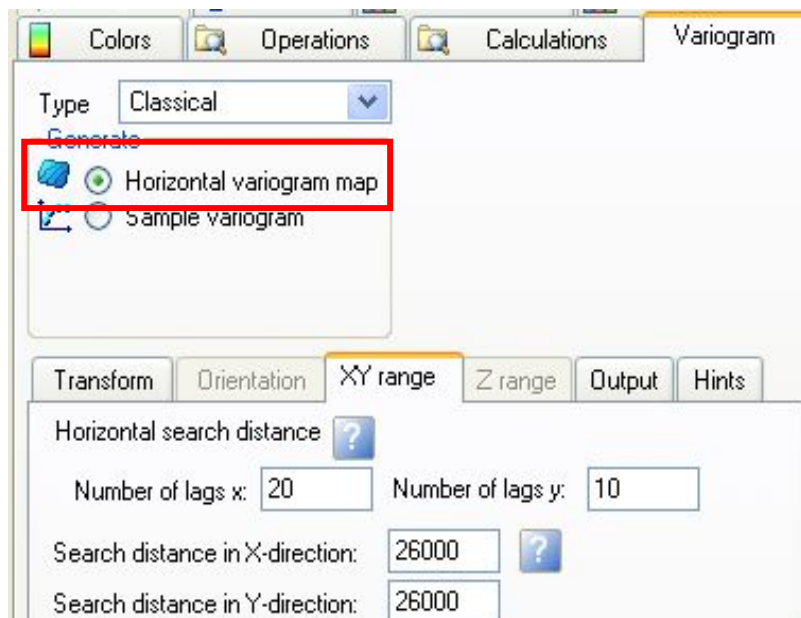 Colors Operations Calculations Variogram
Type Classical
Generate
Horizontal variogram map
Sample variogram
Transform Orientation XY range Z range Output Hints
Horizontal search distance ?
Number of lags x: 20 Number of lags y: 10
Search distance in X-direction: 26000 ?
Search distance in Y-direction: 26000